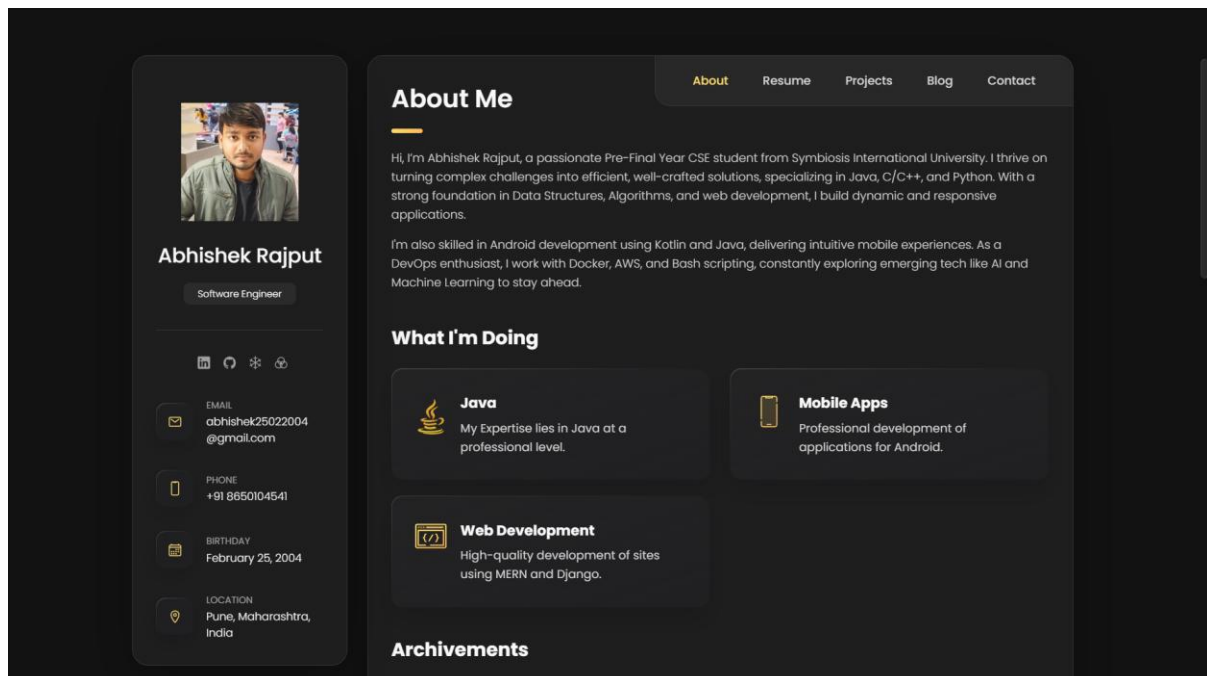 Abhishek Rajput
Software Engineer
in
EMAIL
abhishek25022004
@gmail.com
PHONE
+91 8650104541
BIRTHDAY
February 25, 2004
LOCATION
Pune, Maharashtra,
India
About Resume Projects Blog Contact
About Me
Hi, I'm Abhishek Rajput, a passionate Pre-Final Year CSE student from Symbiosis International University. I thrive on
turning complex challenges into efficient, well-crafted solutions, specializing in Java, C/C++, and Python. With a
strong foundation in Data Structures, Algorithms, and web development, I build dynamic and responsive
applications.
I'm also skilled in Android development using Kotlin and Java, delivering intuitive mobile experiences. As a
DevOps enthusiast, I work with Docker, AWS, and Bash scripting, constantly exploring emerging tech like AI and
Machine Learning to stay ahead.
What I'm Doing
Java
My Expertise lies in Java at a
professional level.
Mobile Apps
Professional development of
applications for Android.
Web Development
High-quality development of sites
using MERN and Django.
Archivements